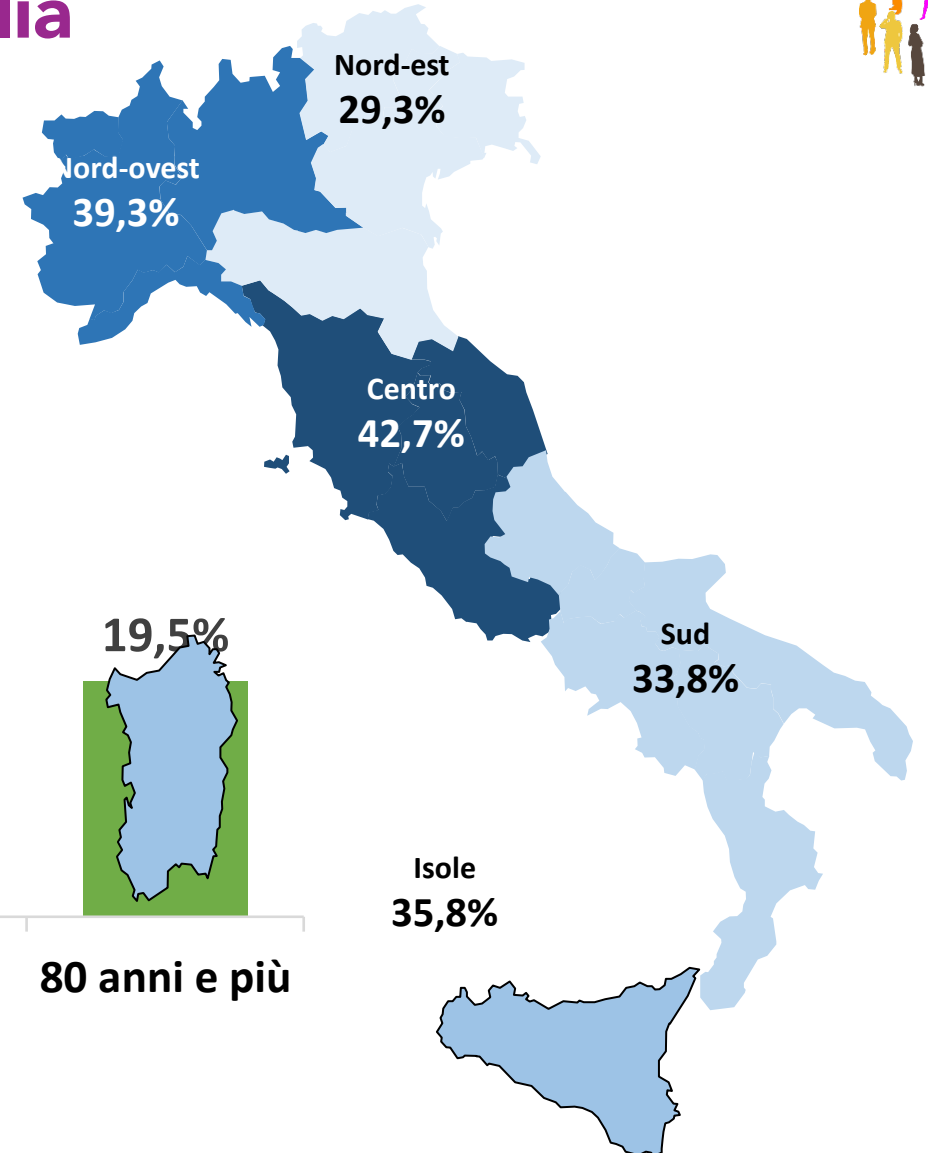 lia
Nord-est
29,3%
Nord-ovest
39,3%
Centro
42,7%
19,5%
Sud
33,8%
Isole
35,8%
80 anni e più